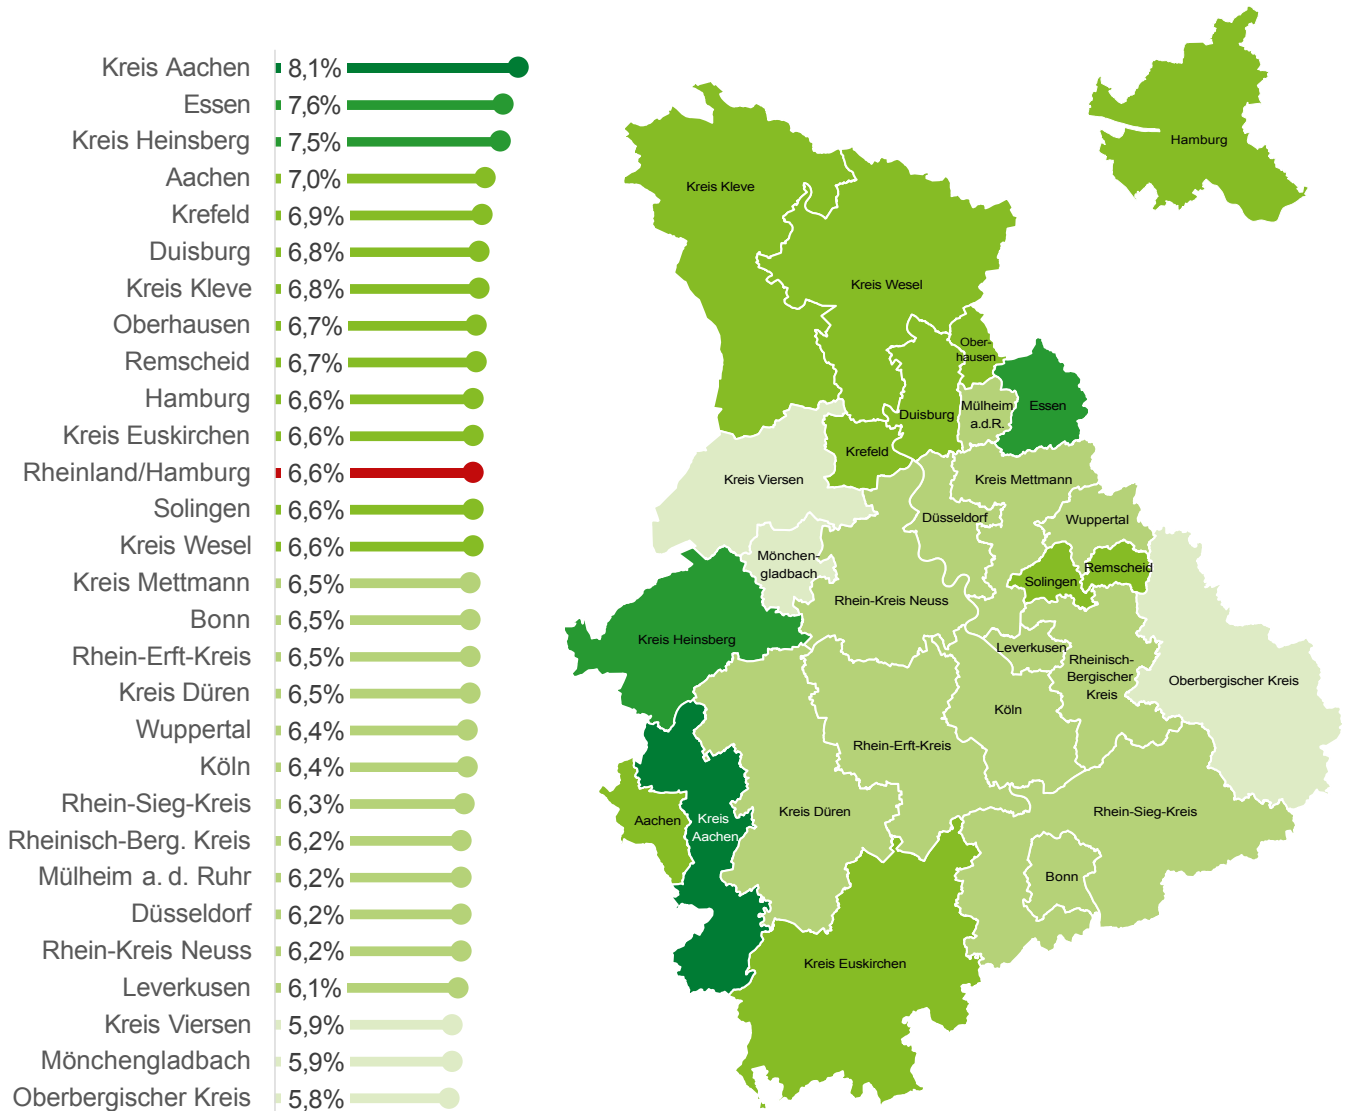 Kreis Aachen 8,1%
Essen 7,6%
Kreis Heinsberg 7,5%
Aachen 7,0%
Krefeld 6,9%
Duisburg 6,8%
Kreis Kleve 6,8%
Oberhausen 6,7%
Remscheid 6,7%
Hamburg 6,6%
Kreis Euskirchen 6,6%
Rheinland/Hamburg 6,6%
Solingen 6,6%
Kreis Wesel 6,6%
Kreis Mettmann 6,5%
Bonn 6,5%
Rhein-Erft-Kreis 6,5%
Kreis Düren 6,5%
Wuppertal 6,4%
Köln 6,4%
Rhein-Sieg-Kreis 6,3%
Rheinisch-Berg. Kreis 6,2%
Mülheim a. d. Ruhr 6,2%
Düsseldorf 6,2%
Rhein-Kreis Neuss 6,2%
Leverkusen 6,1%
Kreis Viersen 5,9%
Mönchengladbach 5,9%
Oberbergischer Kreis 5,8%
Hamburg
Kreis Kleve
Kreis Wesel
Ober-
hausen
Duisburg
Mülheim
a.d.R.
Essen
Krefeld
Kreis Viersen
Kreis Mettmann
Düsseldorf
Wuppertal
Mönchen-
gladbach
Solingen
Remscheid
Rhein-Kreis Neuss
Kreis Heinsberg
Leverkusen
Rheinisch-
Bergischer
Kreis
Oberbergischer Kreis
Köln
Rhein-Erft-Kreis
Kreis Düren
Rhein-Sieg-Kreis
Aachen
Kreis
Aachen
Bonn
Kreis Euskirchen